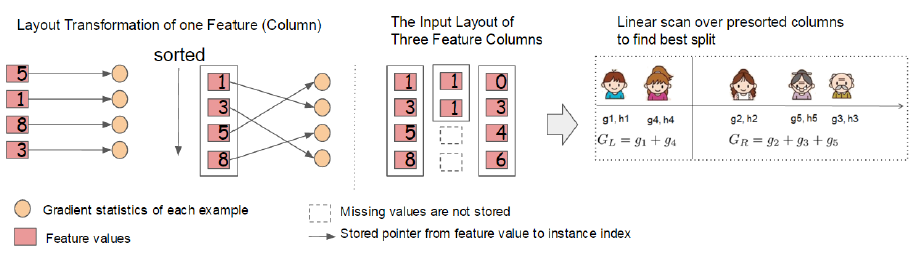 Layout Transformation of one Feature (Column)
The Input Layout of
Three Feature Columns
Linear scan over presorted columns
to find best split
sorted
5
1
8
3
1
3
5
8
1
3
5
8
1
1
0
3
4
6
g1, h1 g4, h4 g2, h2 g5, h5 g3, h3
G_L = g_1 + g_4 G_R = g_2 + g_3 + g_5
Gradient statistics of each example
Feature values
Missing values are not stored
Stored pointer from feature value to instance index